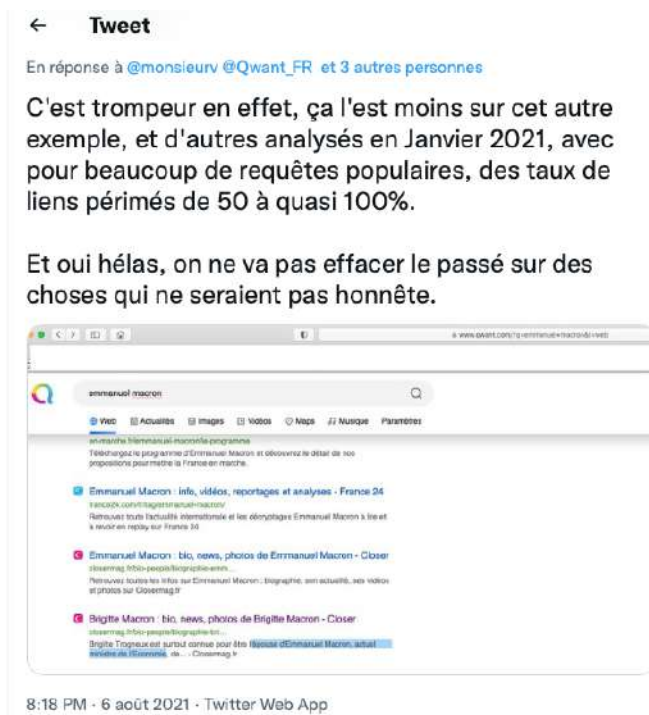 Tweet
En réponse à @monsieurv @Qwant_FR et 3 autres personnes
C'est trompeur en effet, ça l'est moins sur cet autre
exemple, et d'autres analysés en Janvier 2021, avec
pour beaucoup de requêtes populaires, des taux de
liens périmés de 50 à quasi 100%.
Et oui hélas, on ne va pas effacer le passé sur des
choses qui ne seraient pas honnête.
emmanuel macron
Web Actualités Images Vidéos Maps Musique Paramètres
Téléchargez le programme d'Emmanuel Macron et découvrez le détail de nos
propositions pour mettre la France en marche.
Emmanuel Macron : info, vidéos, reportages et analyses - France 24
Retrouvez toute l'actualité internationale et les décryptages Emmanuel Macron à lire et
à revoir en replay sur France 24
Emmanuel Macron : bio, news, photos de Emmanuel Macron - Closer
Retrouvez toutes les infos sur Emmanuel Macron : biographie, son actualité, ses vidéos
et photos sur Closermag.fr
Brigitte Macron : bio, news, photos de Brigitte Macron - Closer
Brigitte Trogneux est surtout connue pour être l'épouse d'Emmanuel Macron, actuel
ministre de l'Economie, de... - Closermag.fr
8:18 PM · 6 août 2021 · Twitter Web App